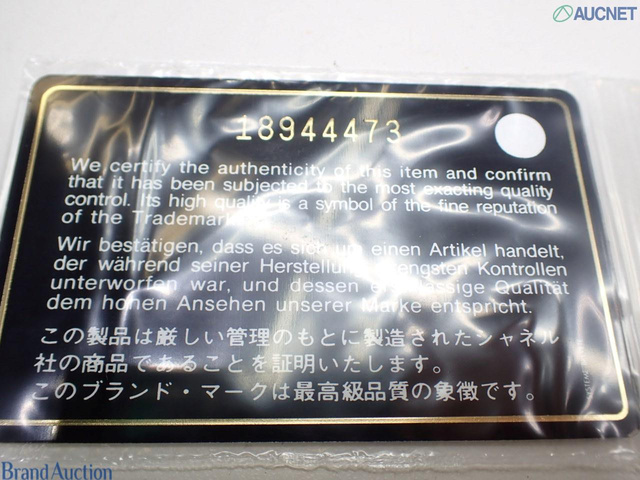 AUCNET
18944473
We certify the authenticity of this item and confirm
that it has been subjected to the most exacting quality
control. Its high quality is a symbol of the fine reputation
of the Trademark
Wir bestätigen, dass es sich um einen Artikel handelt,
der während seiner Herstellung strengsten Kontrollen
unterworfen war, und dessen erstklassige Qualität
dem hohen Ansehen unserer Marke entspricht.
この製品は厳しい管理のもとに製造されたシャネル
社の商品であることを証明いたします。
このブランド・マークは最高級品質の象徴です。
Brand Auction